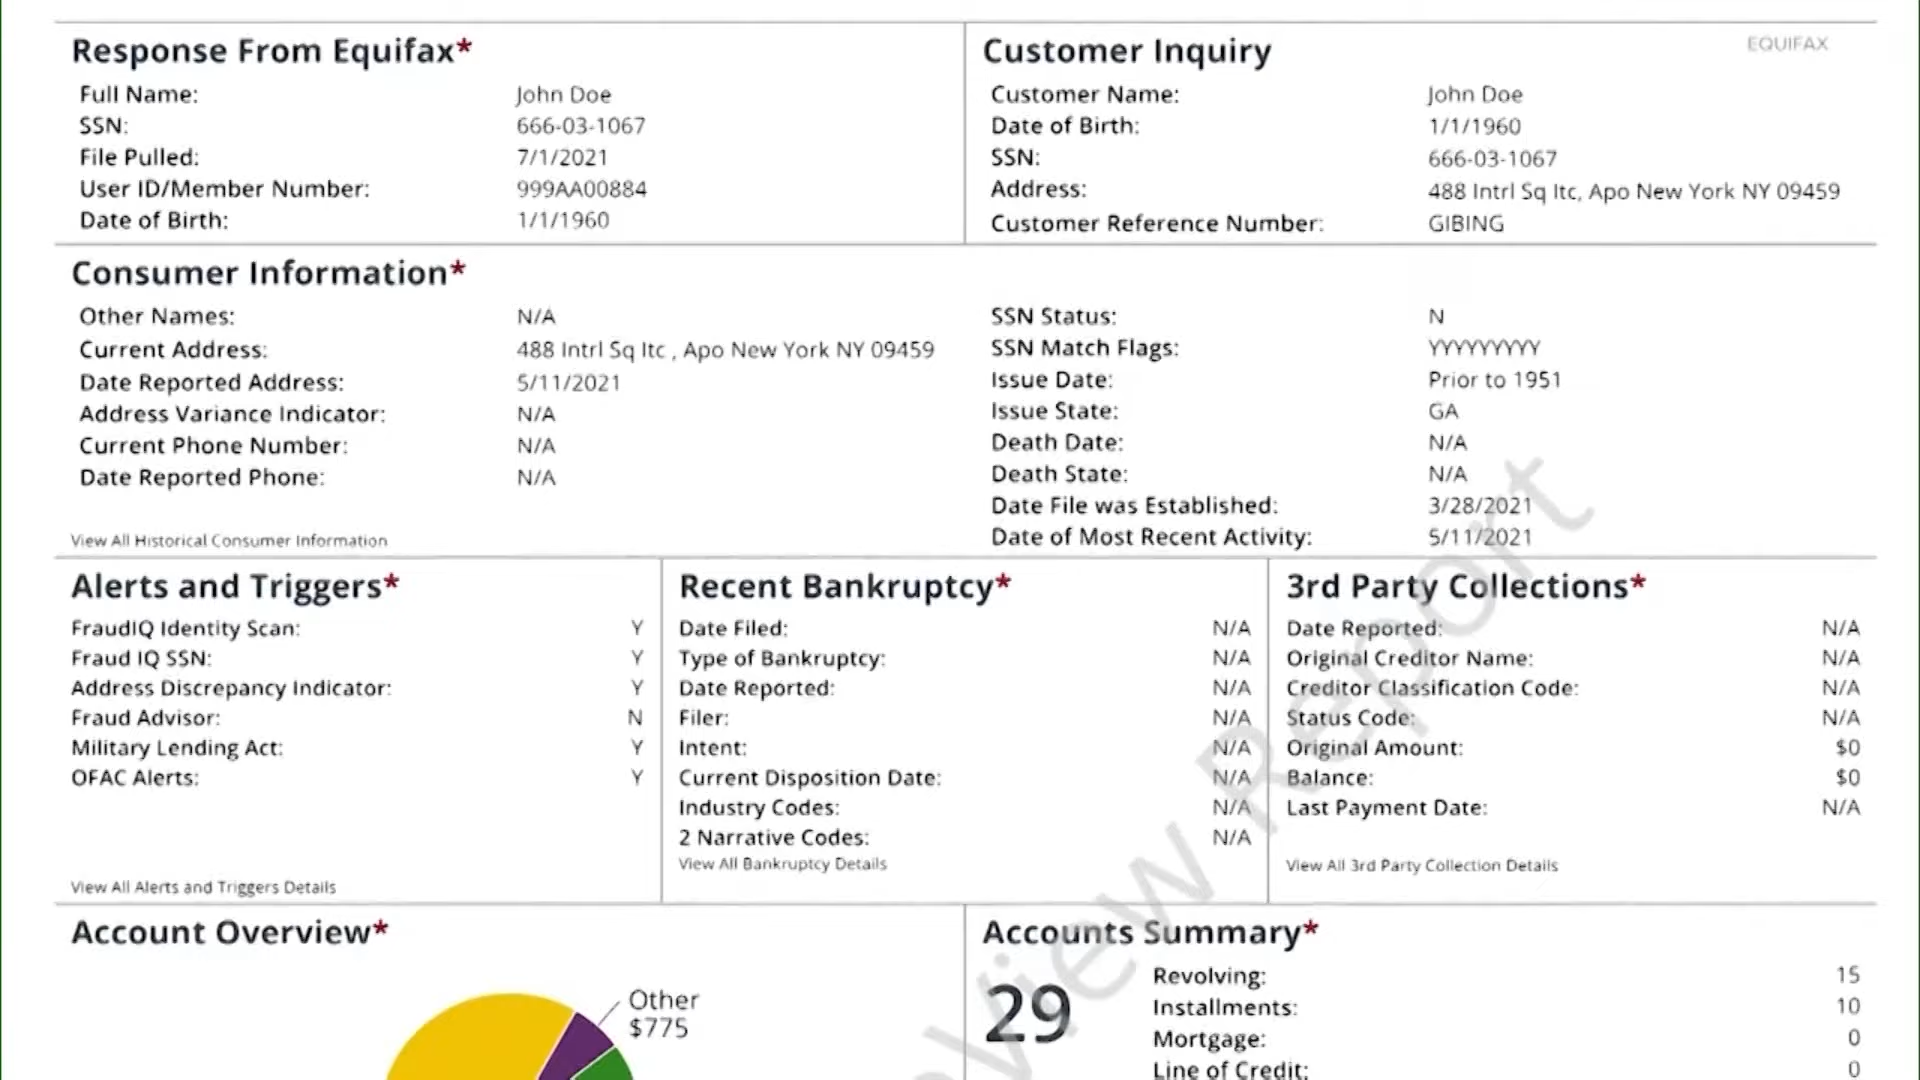 Response From Equifax*
Full Name: John Doe
SSN: 666-03-1067
File Pulled: 7/1/2021
User ID/Member Number: 999AA00884
Date of Birth: 1/1/1960
Customer Inquiry
EQUIFAX
Customer Name: John Doe
Date of Birth: 1/1/1960
SSN: 666-03-1067
Address: 488 Intrl Sq Itc, Apo New York NY 09459
Customer Reference Number: GIBING
Consumer Information*
Other Names: N/A
Current Address: 488 Intrl Sq Itc , Apo New York NY 09459
Date Reported Address: 5/11/2021
Address Variance Indicator: N/A
Current Phone Number: N/A
Date Reported Phone: N/A
View All Historical Consumer Information
SSN Status: N
SSN Match Flags: YYYYYYYYY
Issue Date: Prior to 1951
Issue State: GA
Death Date: N/A
Death State: N/A
Date File was Established: 3/28/2021
Date of Most Recent Activity: 5/11/2021
Alerts and Triggers*
FraudIQ Identity Scan: Y
Fraud IQ SSN: Y
Address Discrepancy Indicator: Y
Fraud Advisor: N
Military Lending Act: Y
OFAC Alerts: Y
View All Alerts and Triggers Details
Recent Bankruptcy*
Date Filed: N/A
Type of Bankruptcy: N/A
Date Reported: N/A
Filer: N/A
Intent: N/A
Current Disposition Date: N/A
Industry Codes: N/A
2 Narrative Codes: N/A
View All Bankruptcy Details
3rd Party Collections*
Date Reported: N/A
Original Creditor Name: N/A
Creditor Classification Code: N/A
Status Code: N/A
Original Amount: $0
Balance: $0
Last Payment Date: N/A
View All 3rd Party Collection Details
Account Overview*
Other
$775
Accounts Summary*
29
Revolving: 15
Installments: 10
Mortgage: 0
Line of Credit: 0
View Report